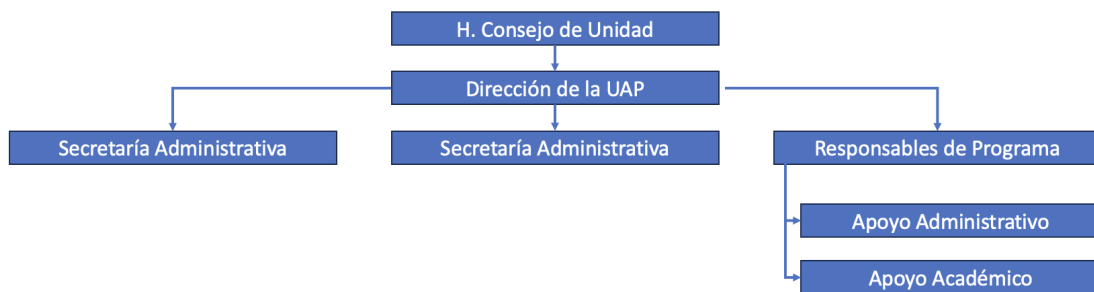 H. Consejo de Unidad
Dirección de la UAP
Secretaría Administrativa
Secretaría Administrativa
Responsables de Programa
Apoyo Administrativo
Apoyo Académico